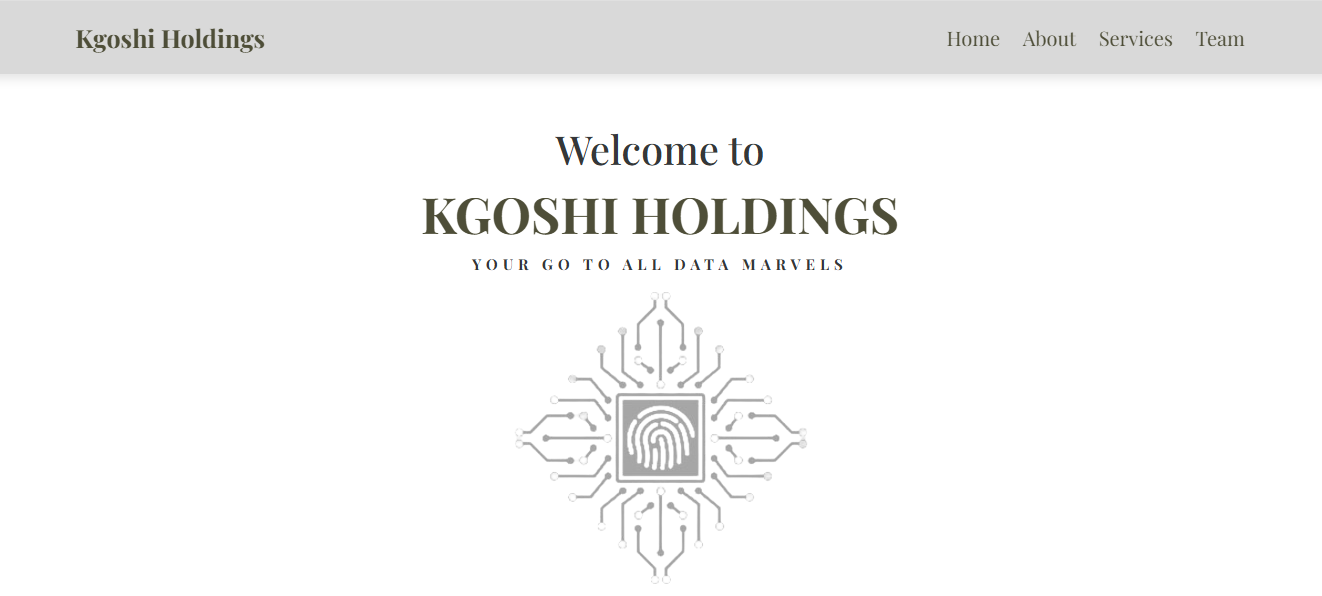 Kgoshi Holdings
Home About Services Team
Welcome to
KGOSHI HOLDINGS
YOUR GO TO ALL DATA MARVELS